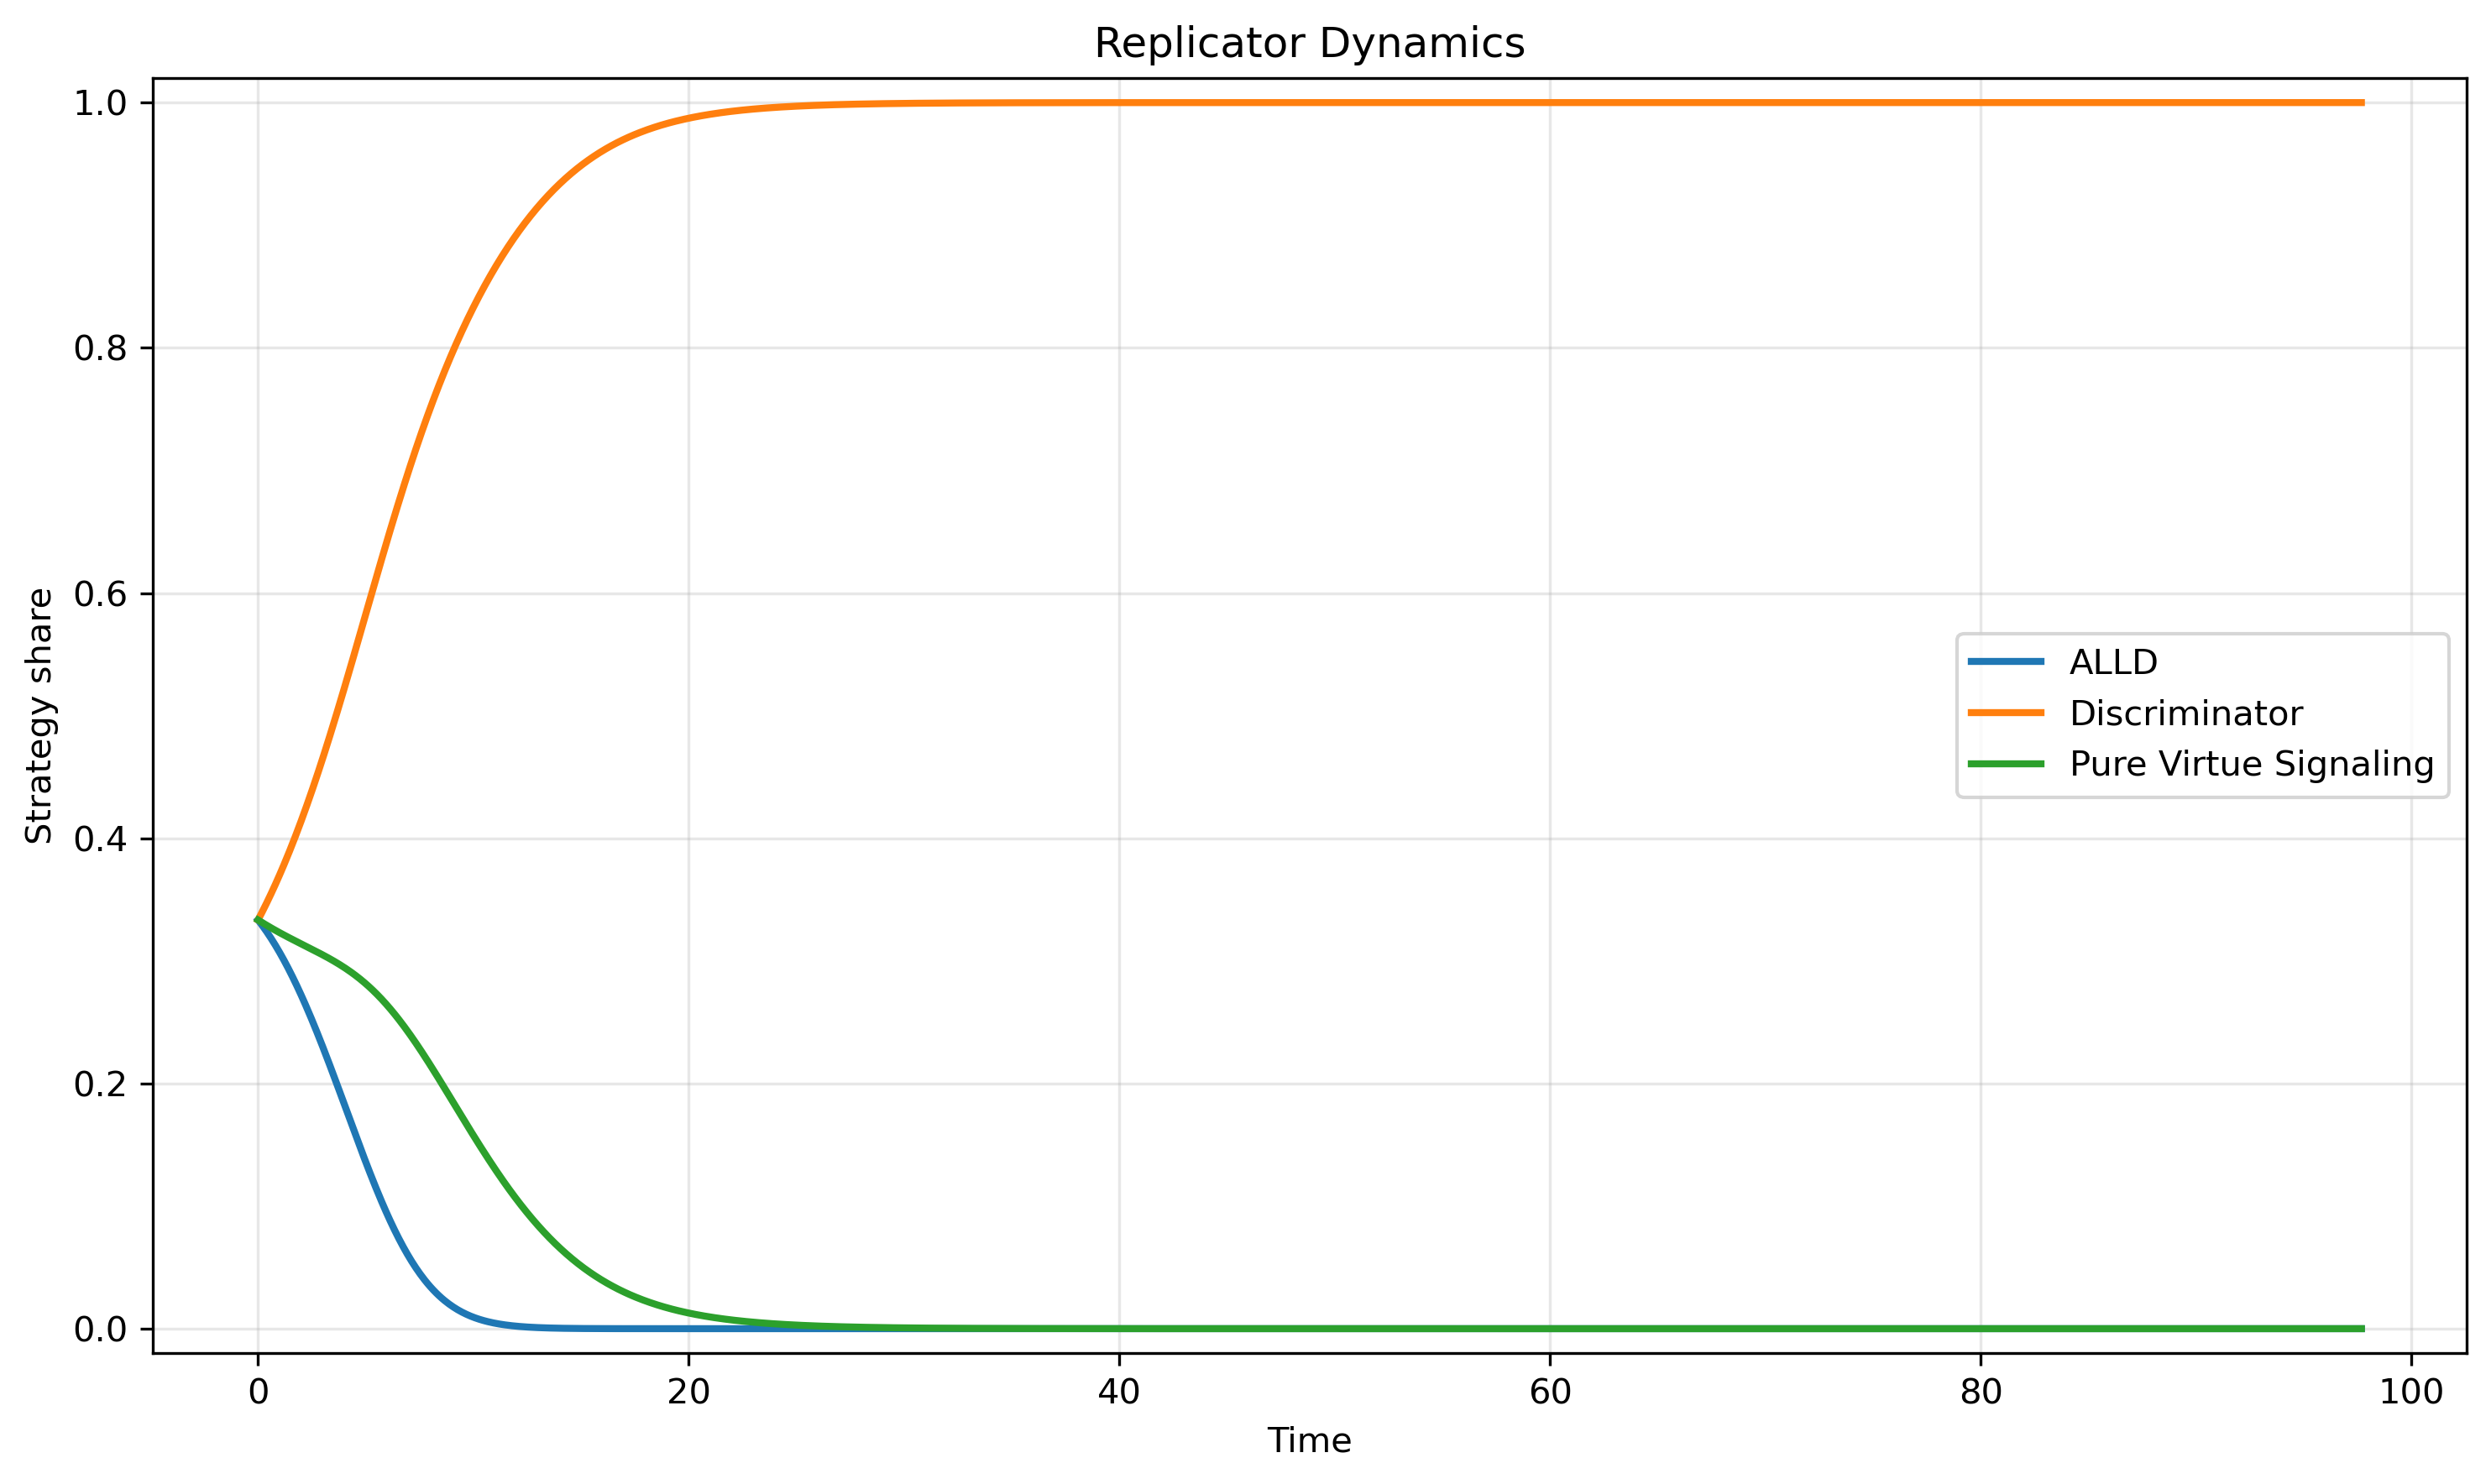 Replicator Dynamics
Strategy share
1.0
0.8
0.6
0.4
0.2
0.0
ALLD
Discriminator
Pure Virtue Signaling
0 20 40 60 80 100
Time